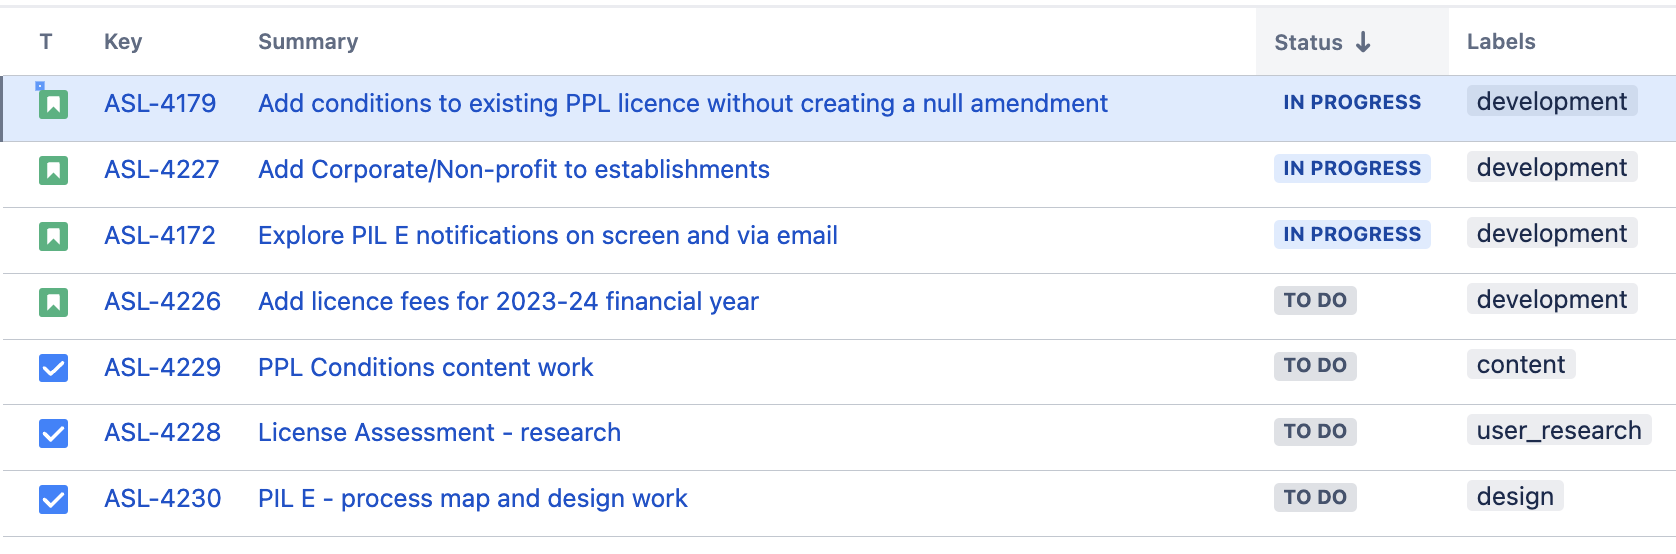 T Key Summary Status Labels
ASL-4179 Add conditions to existing PPL licence without creating a null amendment IN PROGRESS development
ASL-4227 Add Corporate/Non-profit to establishments IN PROGRESS development
ASL-4172 Explore PIL E notifications on screen and via email IN PROGRESS development
ASL-4226 Add licence fees for 2023-24 financial year TO DO development
ASL-4229 PPL Conditions content work TO DO content
ASL-4228 License Assessment - research TO DO user_research
ASL-4230 PIL E - process map and design work TO DO design